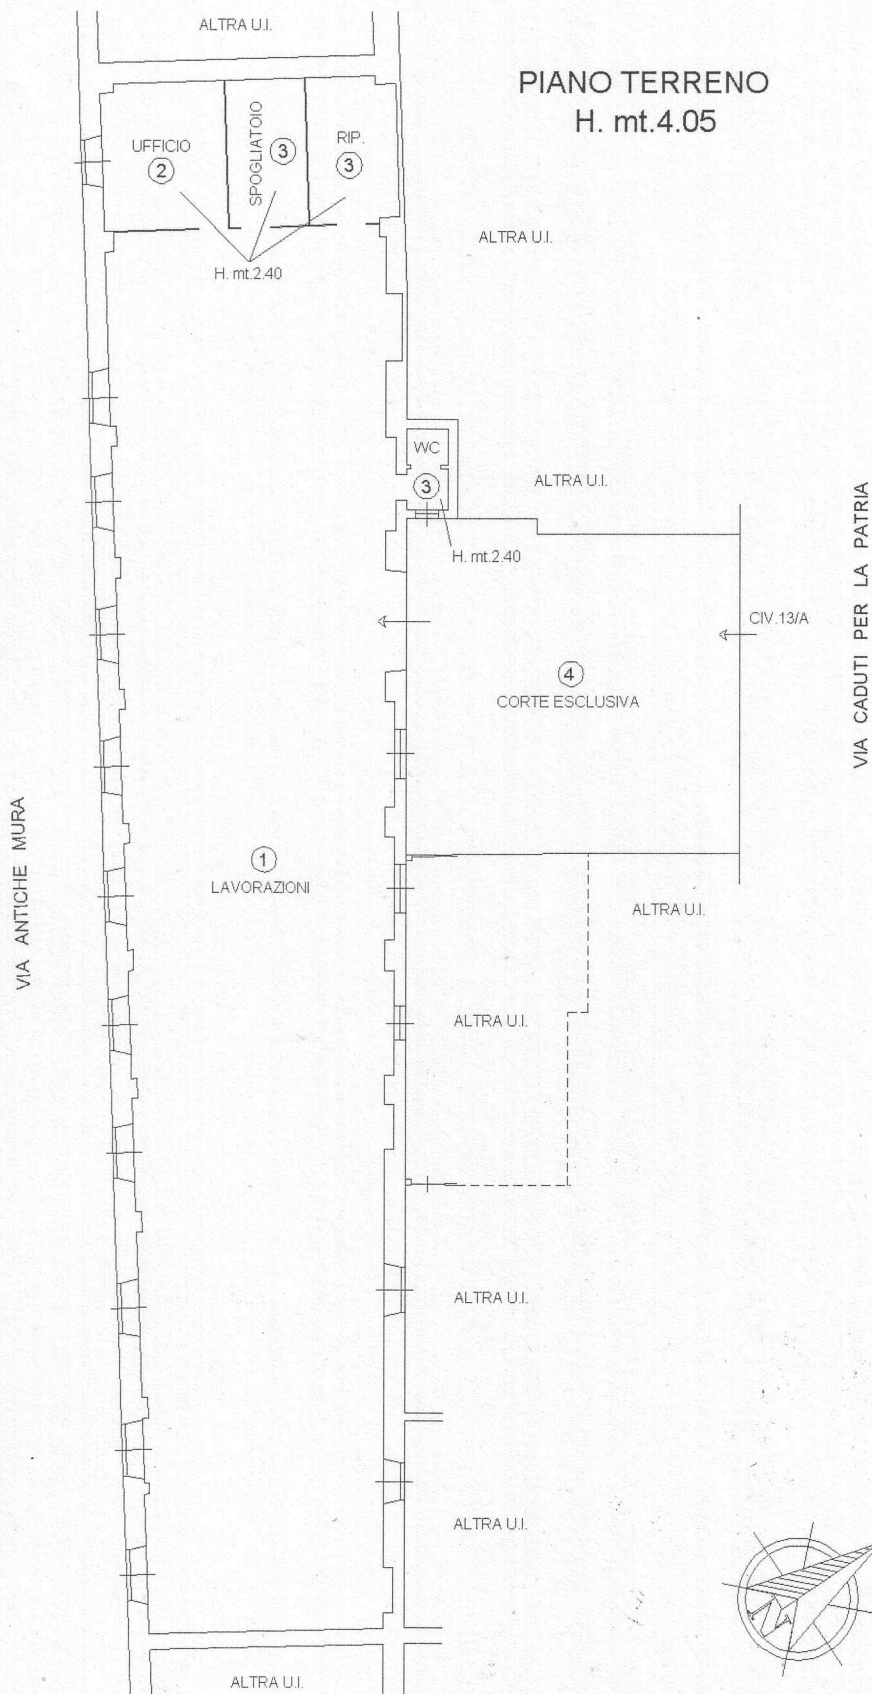 ALTRA U.I.
PIANO TERRENO
H. mt.4.05
UFFICIO
2
SPOGLIATOIO
3
RIP.
3
H. mt.2.40
ALTRA U.I.
WC
3
H. mt.2.40
ALTRA U.I.
CIV.13/A
VIA CADUTI PER LA PATRIA
4
CORTE ESCLUSIVA
VIA ANTICHE MURA
1
LAVORAZIONI
ALTRA U.I.
ALTRA U.I.
ALTRA U.I.
ALTRA U.I.
N
ALTRA U.I.